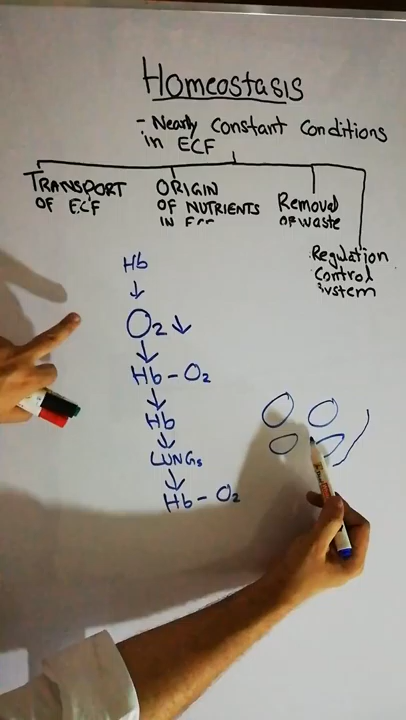 Homeostasis
- Nearly Constant Conditions
in ECF
TRANSPORT
OF ECF
ORIGIN
OF NUTRIENTS
IN
Removal
OF waste
Regulation
Control
System
Hb
↓
O2 ↓
↓
Hb - O2
↓
Hb
↓
LUNGs
↓
Hb - O2